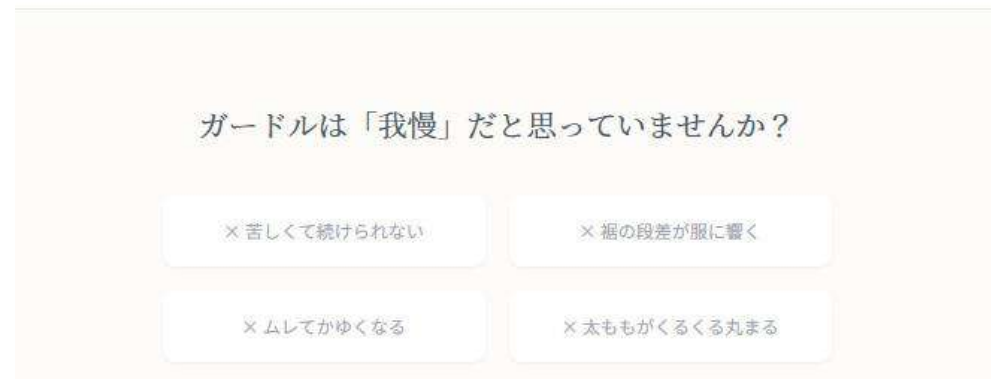 ガードルは「我慢」だと思っていませんか？
× 苦しくて続けられない
× 裾の段差が服に響く
× ムレてかゆくなる
× 太ももがくるくる丸まる